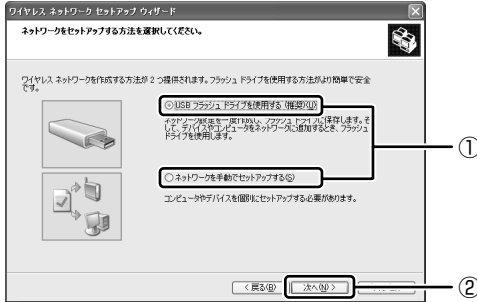 ワイヤレス ネットワーク セットアップ ウィザード
ネットワークをセットアップする方法を選択してください。
ワイヤレス ネットワークを作成する方法が 2 つ提供されます。フラッシュ ドライブを使用する方法がより簡単で安全
です。
USB フラッシュ ドライブを使用する (推奨)(U)
ネットワーク設定を一度作成し、フラッシュ ドライブに保存します。そ
して、デバイスやコンピュータをネットワークに追加するとき、フラッシュ
ドライブを使用します。
①
ネットワークを手動でセットアップする(S)
コンピュータやデバイスを個別にセットアップする必要があります。
< 戻る(B) 次へ(N) >
②